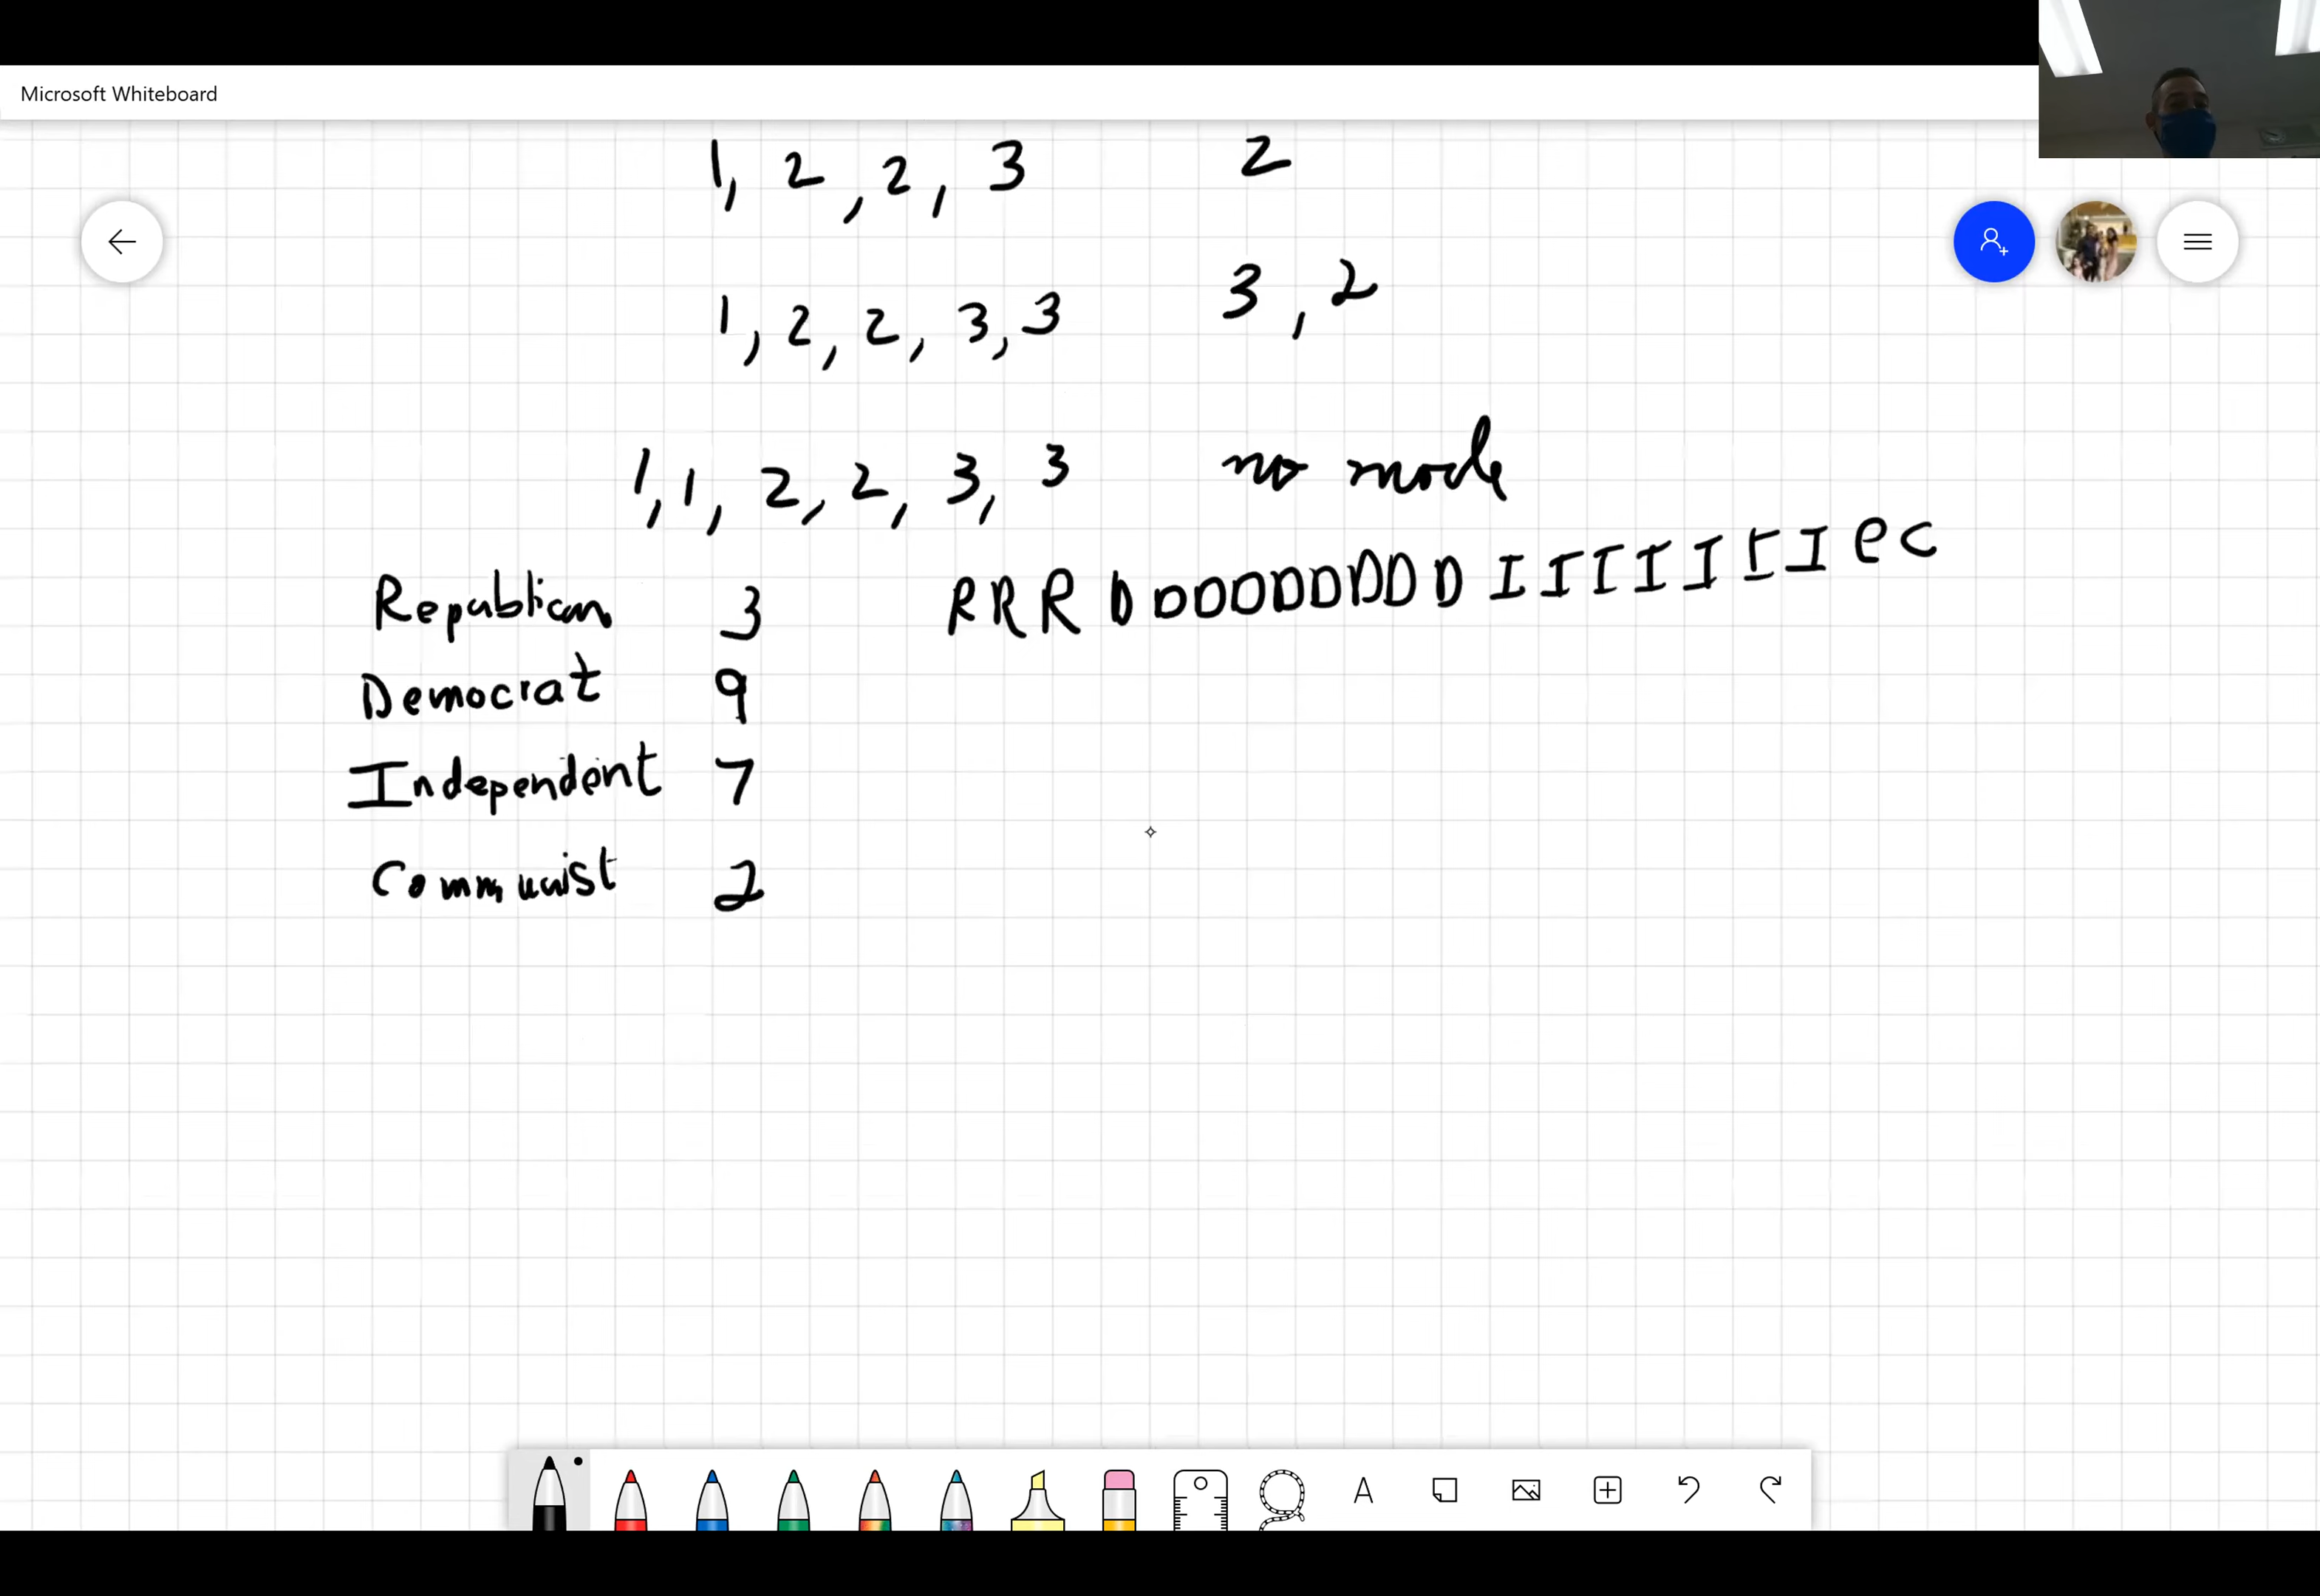 Microsoft Whiteboard
1, 2, 2, 3 2
1, 2, 2, 3, 3 3, 2
1, 1, 2, 2, 3, 3 no mode
Republican 3 RRRDDDDDDDDDIIIIIIICC
Democrat 9
Independent 7
Communist 2
A